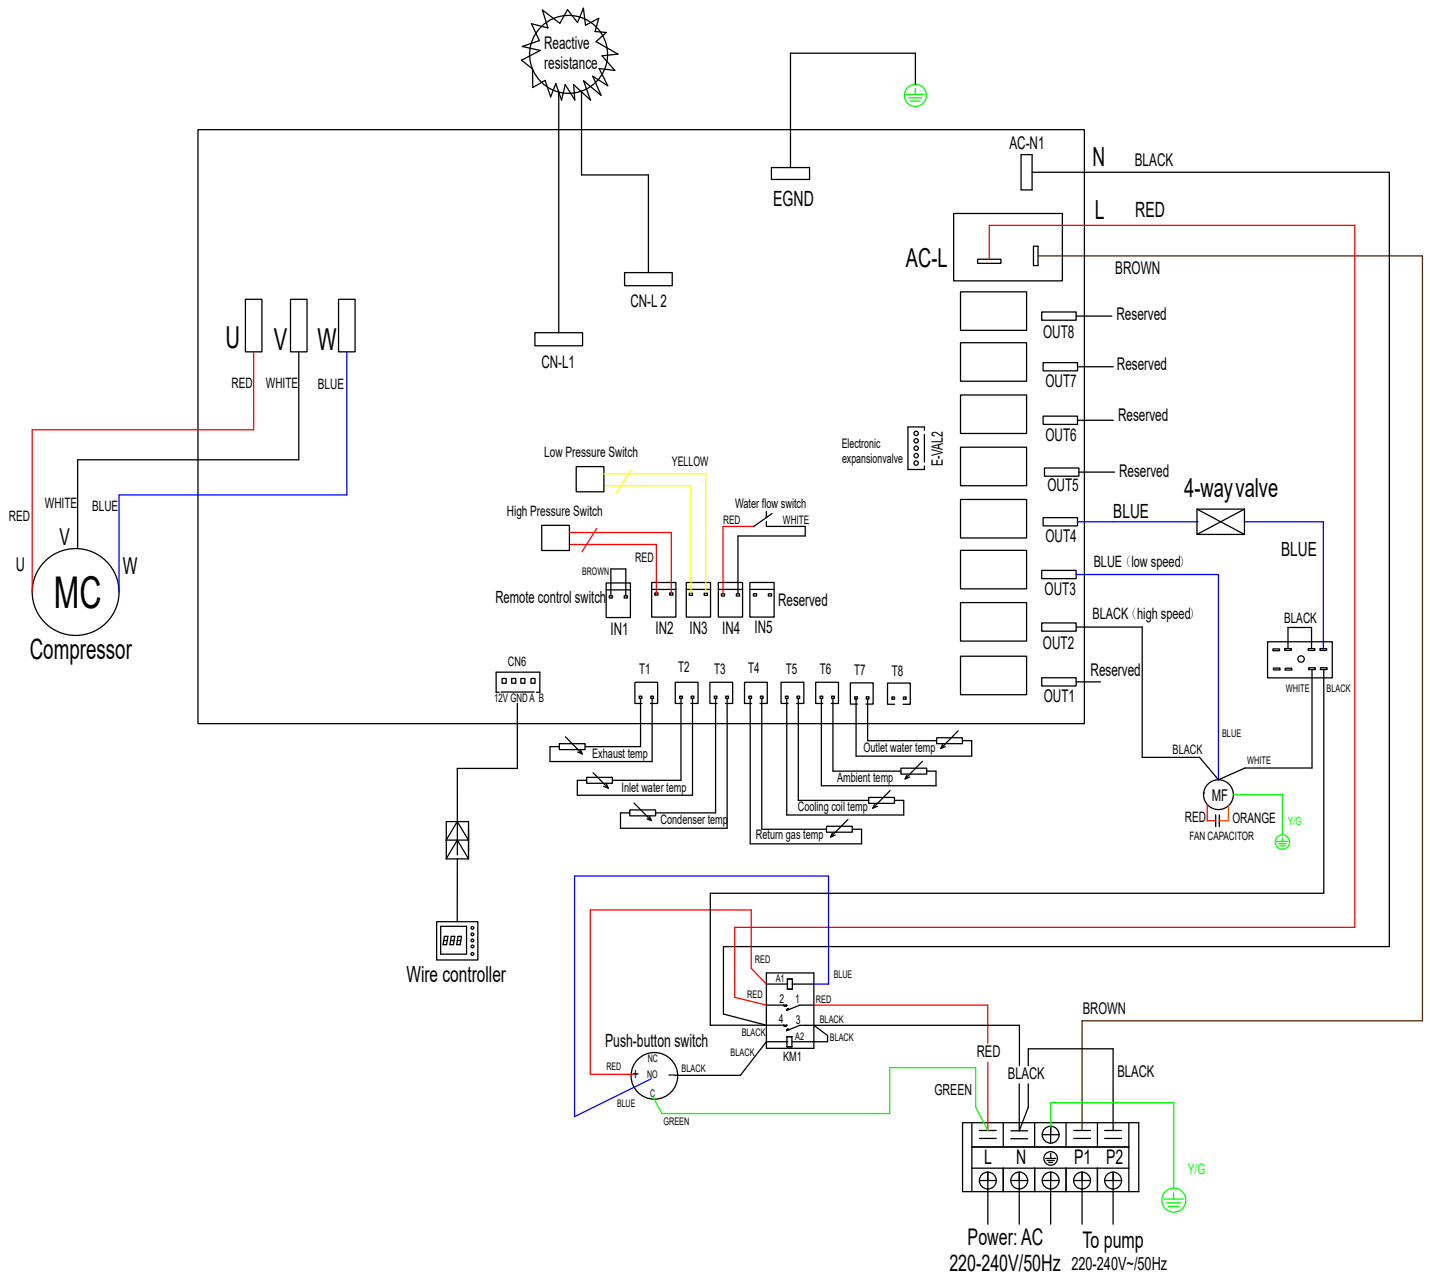 Reactive
resistance
AC-N1
N
BLACK
EGND
L
RED
AC-L
BROWN
CN-L 2
CN-L1
U
V
W
RED
WHITE
BLUE
OUT8
Reserved
OUT7
Reserved
OUT6
Reserved
OUT5
Reserved
Electronic
expansionvalve
E-VAL2
Low Pressure Switch
YELLOW
High Pressure Switch
RED
Water flow switch
RED
WHITE
BROWN
Remote control switch
IN1
IN2
IN3
IN4
IN5
Reserved
4-way valve
BLUE
OUT4
BLUE
BLUE (low speed)
OUT3
BLACK (high speed)
OUT2
Reserved
OUT1
BLACK
WHITE
BLACK
RED
WHITE
BLUE
U
V
W
MC
Compressor
CN6
12V GND A B
T1
T2
T3
T4
T5
T6
T7
T8
Exhaust temp
Inlet water temp
Condenser temp
Return gas temp
Cooling coil temp
Ambient temp
Outlet water temp
BLUE
BLACK
WHITE
MF
RED
ORANGE
FAN CAPACITOR
Y/G
888
Wire controller
RED
A1
BLUE
RED
2
1
RED
4
3
BLACK
BLACK
A2
BLACK
KM1
Push-button switch
NC
NO
C
+
–
RED
BLACK
BLACK
BLUE
GREEN
GREEN
RED
BLACK
BLACK
BROWN
L
N
P1
P2
Y/G
Power: AC
220-240V/50Hz
To pump
220-240V~/50Hz